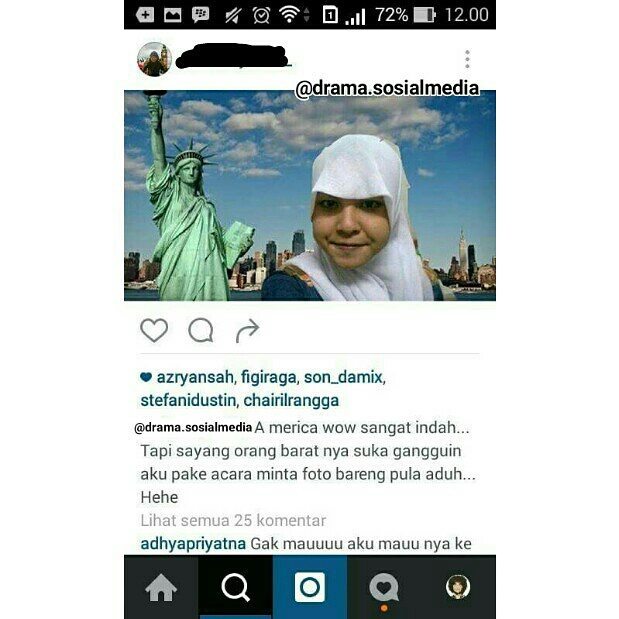 72% 12.00
@drama.sosialmedia
azryansah, figiraga, son_damix,
stefanidustin, chairilrangga
@drama.sosialmedia A merica wow sangat indah...
Tapi sayang orang barat nya suka gangguin
aku pake acara minta foto bareng pula aduh...
Hehe
Lihat semua 25 komentar
adhyapriyatna Gak mauuuu aku mauu nya ke